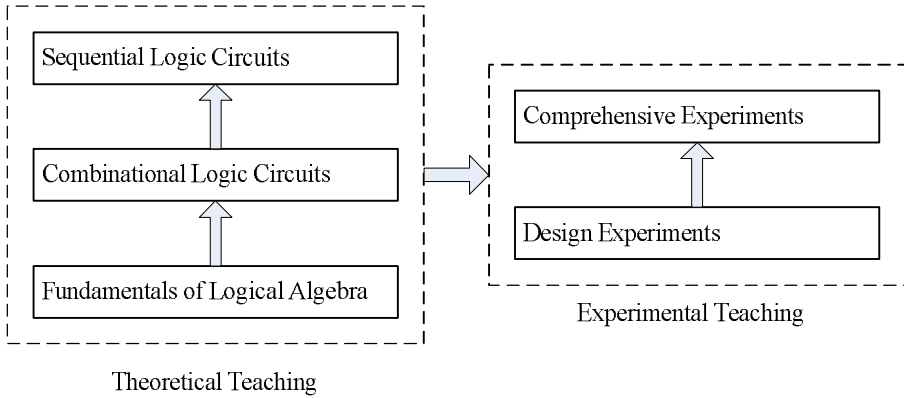 Sequential Logic Circuits
Combinational Logic Circuits
Fundamentals of Logical Algebra
Theoretical Teaching
Comprehensive Experiments
Design Experiments
Experimental Teaching